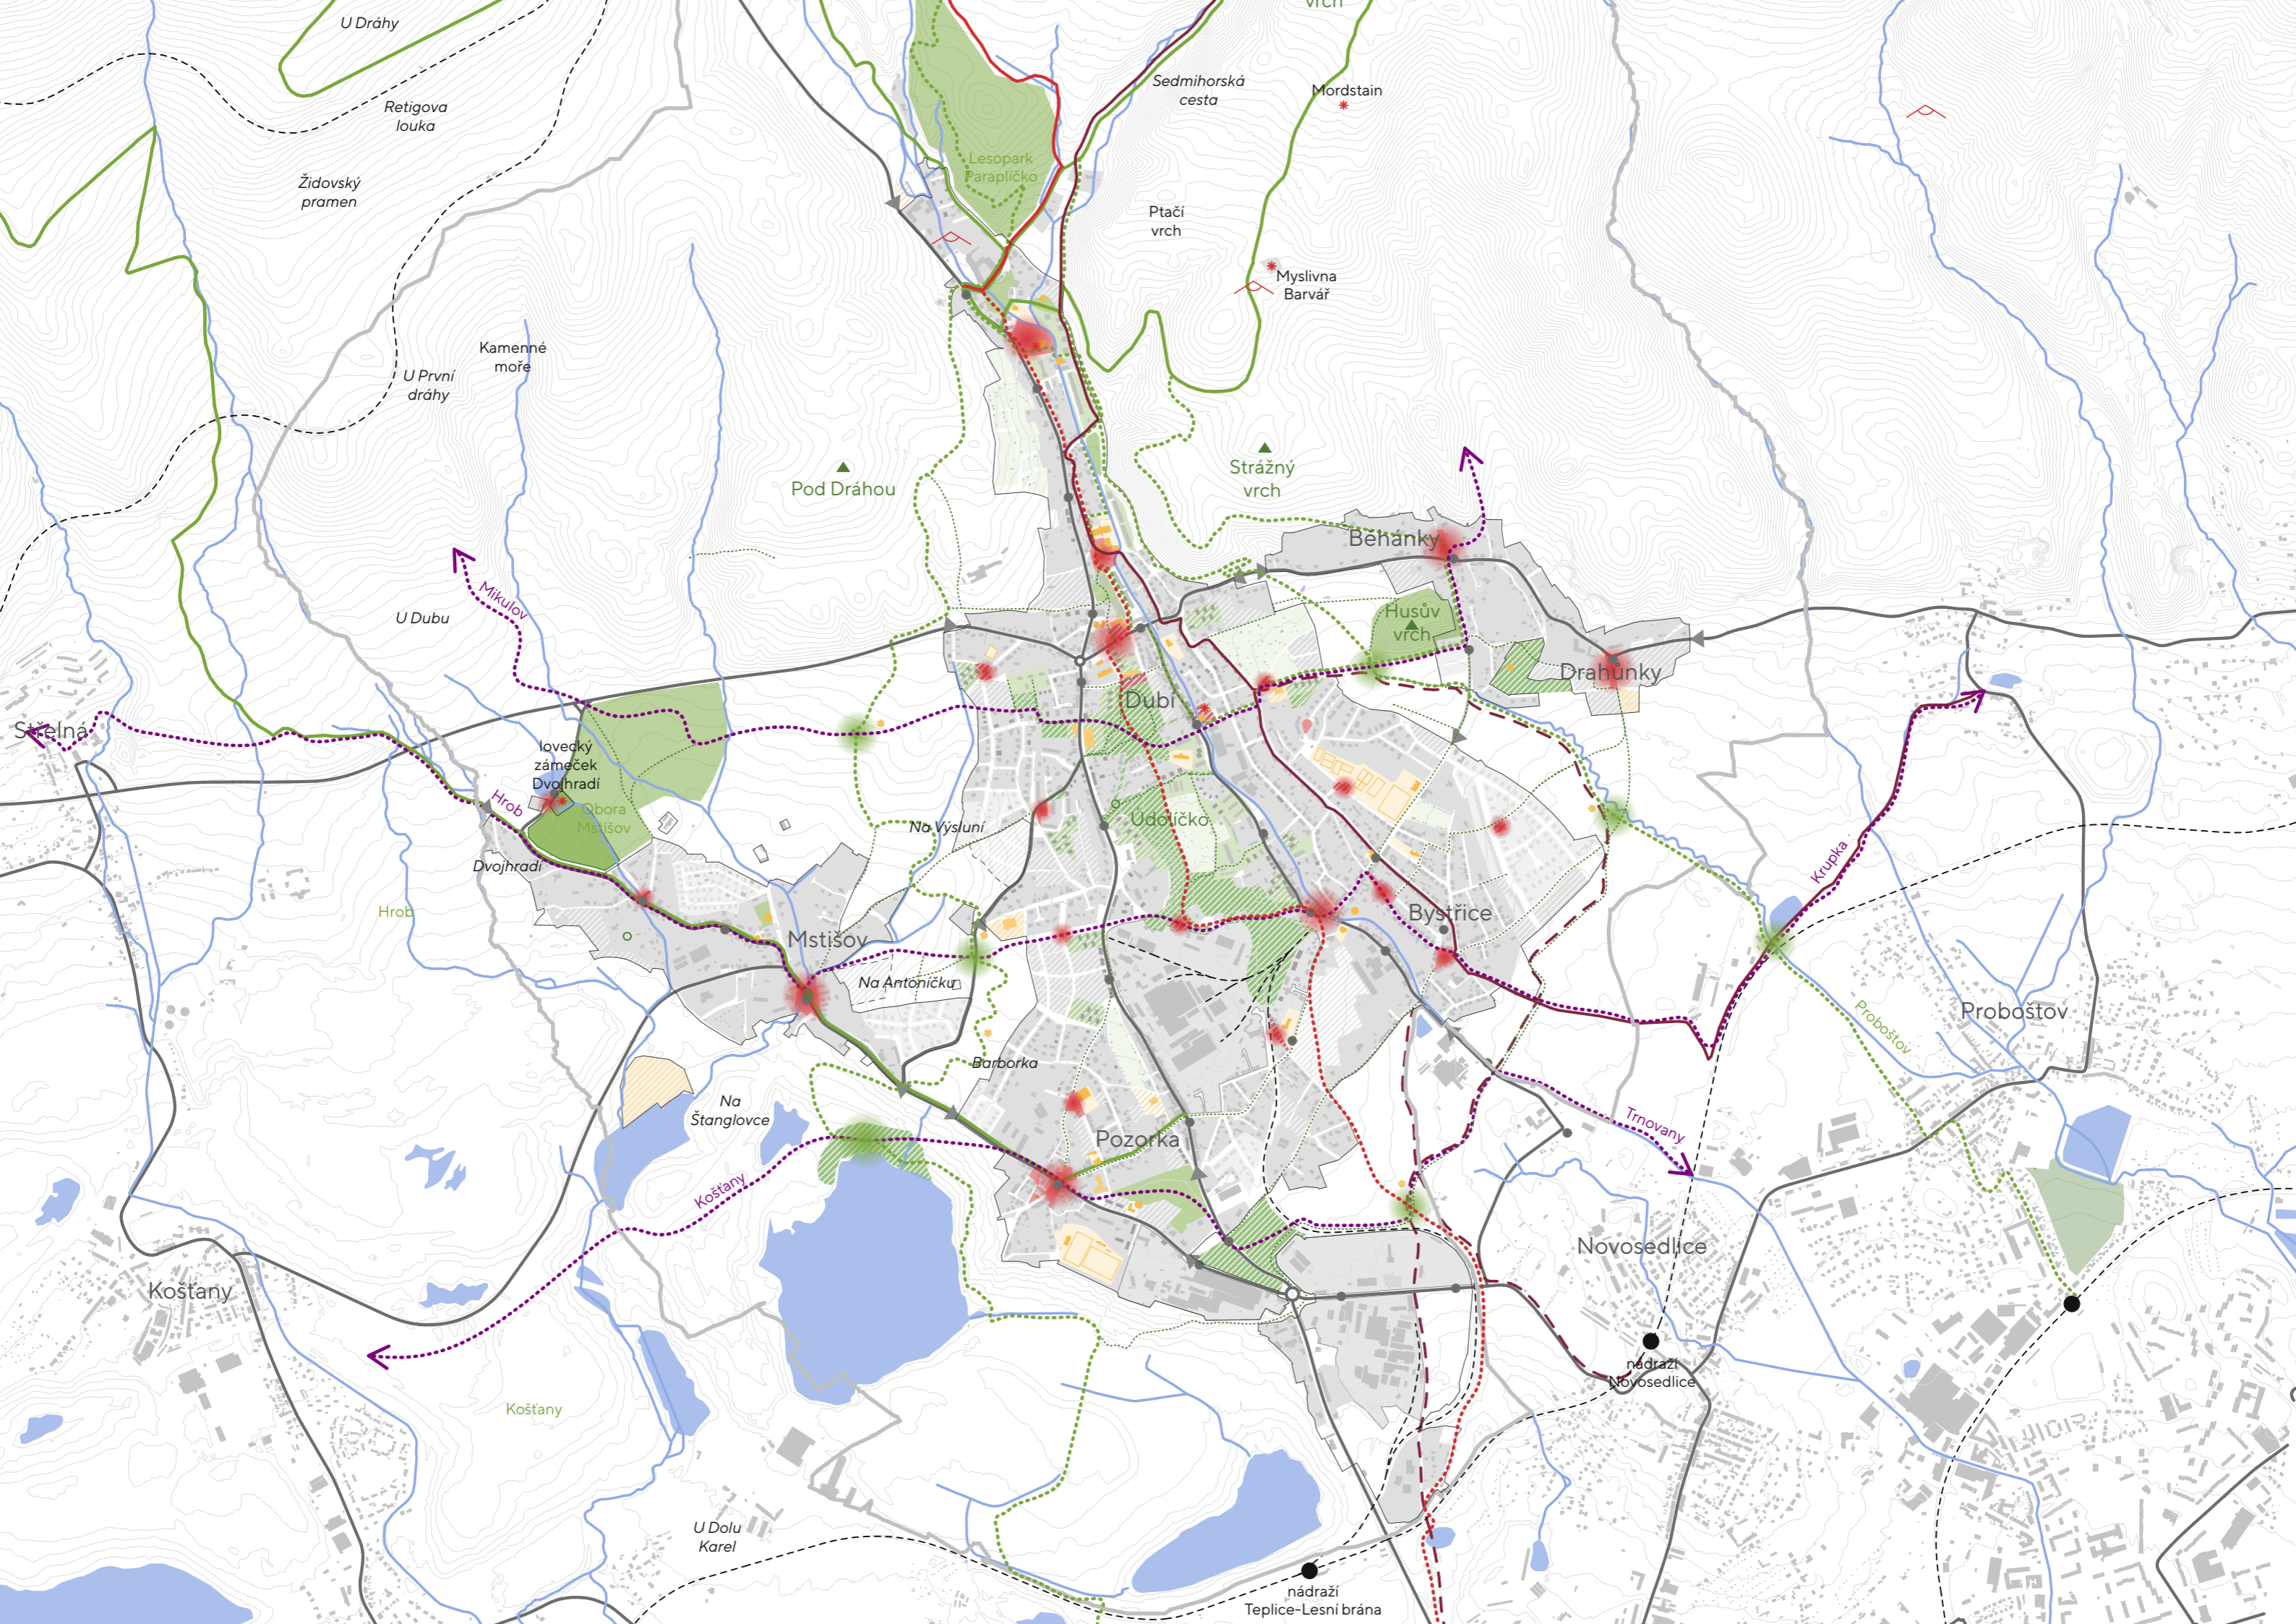 vrch
U Dráhy
Sedmihorská
cesta
Mordstain
Retigova
louka
Lesopark
Paraplíčko
Židovský
pramen
Ptačí
vrch
Myslivna
Barvář
Kamenné
moře
U První
dráhy
Strážný
vrch
Pod Dráhou
Běhánky
Mikulov
U Dubu
Husův
vrch
Drahůnky
Dubí
Střelná
lovecký
zámeček
Dvojhradí
Hrob
Obora
Mstišov
Údolíčko
Na Výsluní
Dvojhradí
Krupka
Hrob
Bystřice
Mstišov
Na Antoníčku
Proboštov
Proboštov
Barborka
Na
Štanglovce
Trnovany
Pozorka
Košťany
Novosedlice
Košťany
nádraží
Novosedlice
Košťany
U Dolu
Karel
nádraží
Teplice-Lesní brána